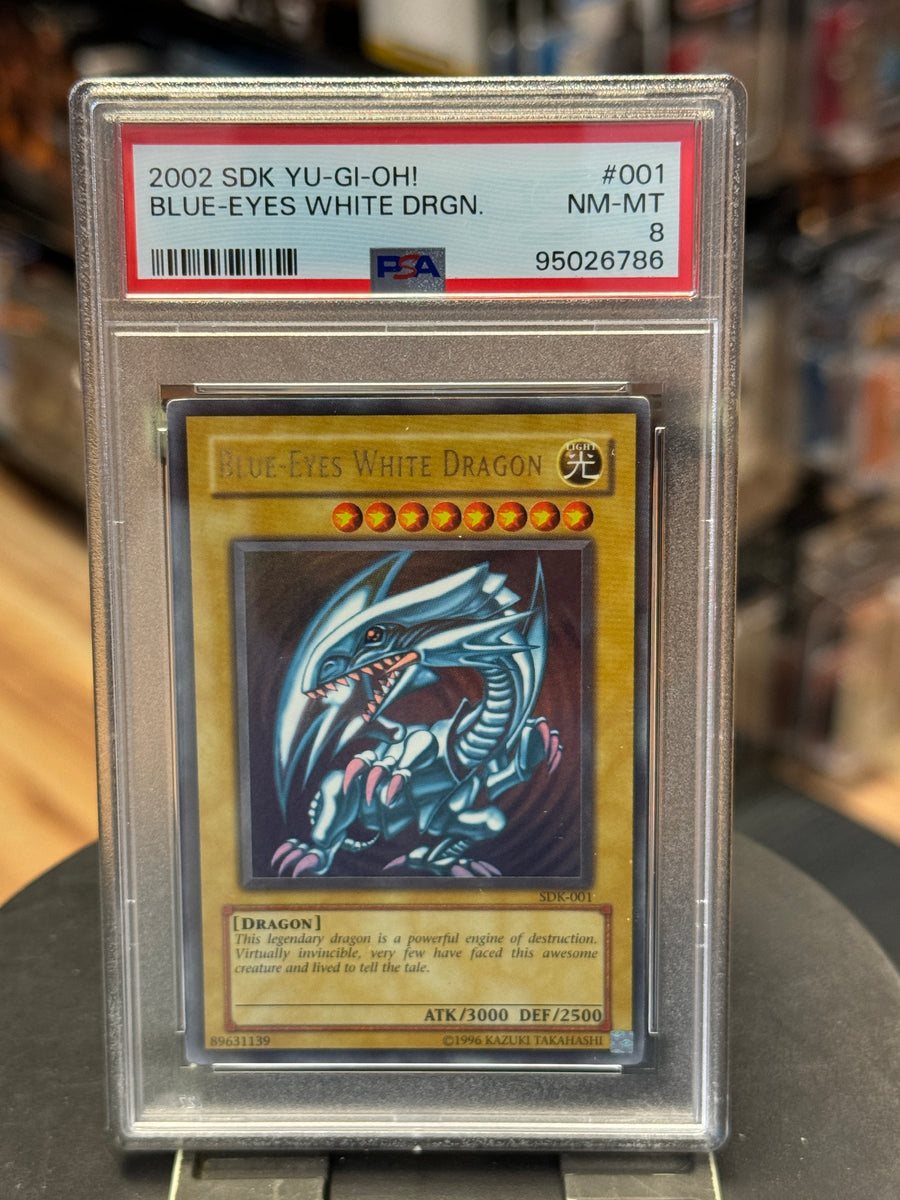 2002 SDK YU-GI-OH! #001
BLUE-EYES WHITE DRGN. NM-MT
8
PSA 95026786
BLUE-EYES WHITE DRAGON
LIGHT
光
SDK-001
[DRAGON]
This legendary dragon is a powerful engine of destruction.
Virtually invincible, very few have faced this awesome
creature and lived to tell the tale.
ATK/3000 DEF/2500
89631139 ©1996 KAZUKI TAKAHASHI